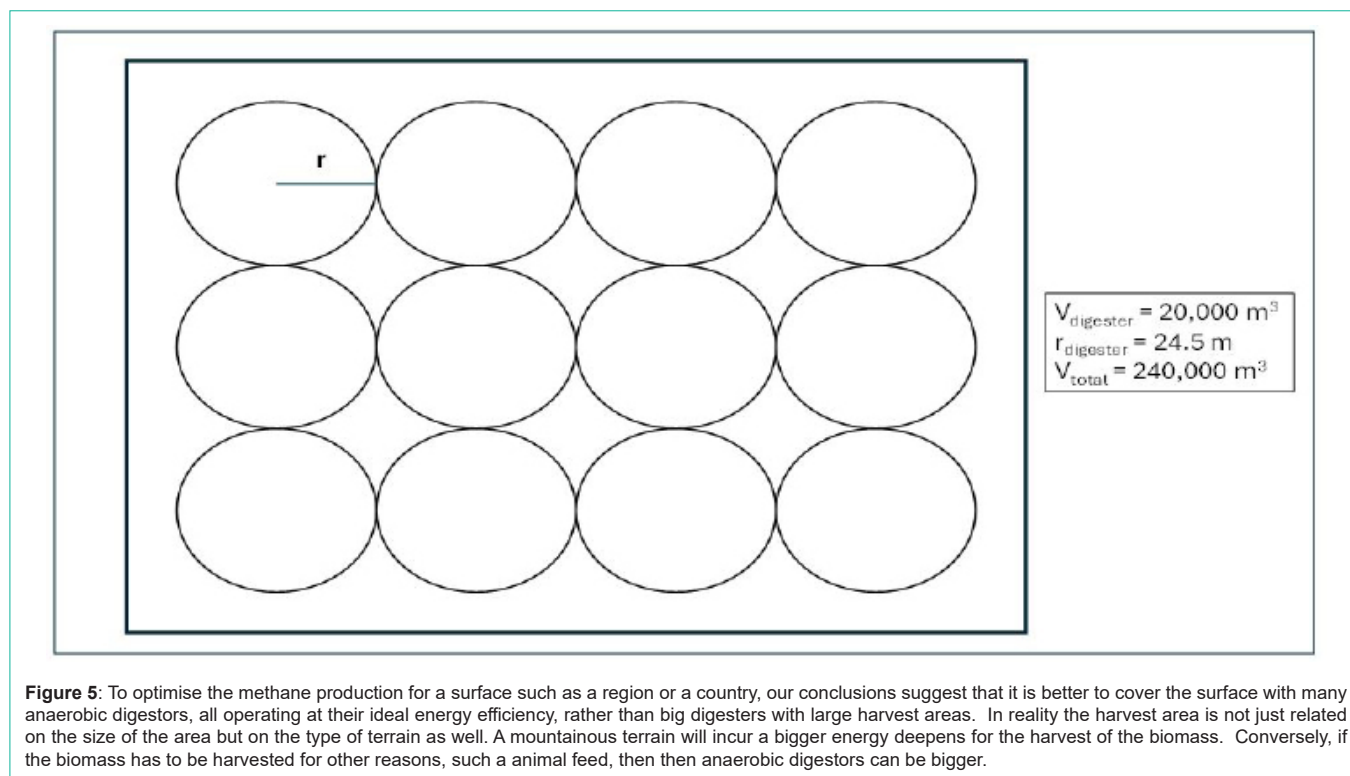 r
V digester = 20,000 m³
r digester = 24.5 m
V total = 240,000 m³
Figure 5: To optimise the methane production for a surface such as a region or a country, our conclusions suggest that it is better to cover the surface with many
anaerobic digestors, all operating at their ideal energy efficiency, rather than big digesters with large harvest areas. In reality the harvest area is not just related
on the size of the area but on the type of terrain as well. A mountainous terrain will incur a bigger energy deepens for the harvest of the biomass. Conversely, if
the biomass has to be harvested for other reasons, such a animal feed, then then anaerobic digestors can be bigger.